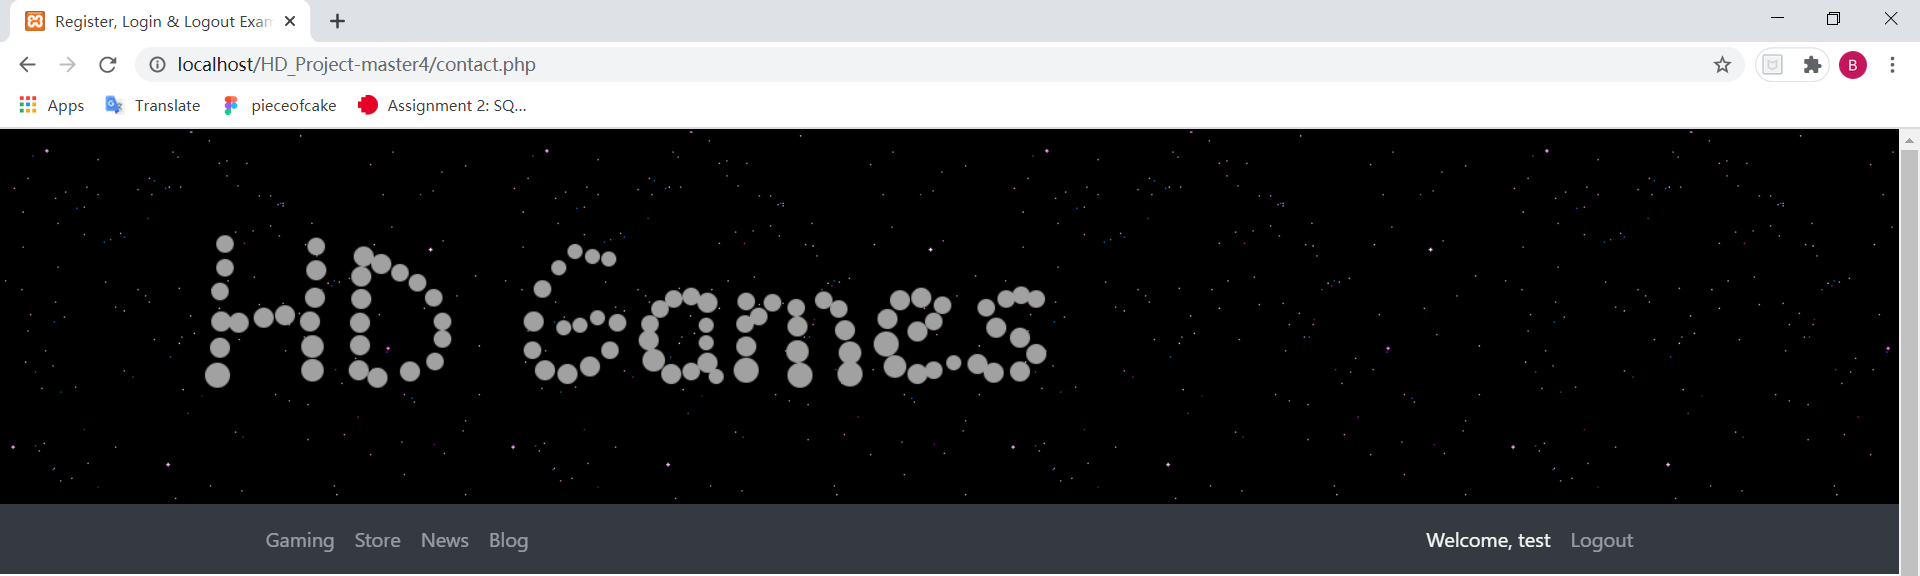 Register, Login & Logout Exam
localhost/HD_Project-master4/contact.php
B
Apps Translate pieceofcake Assignment 2: SQ...
HD Games
Gaming Store News Blog Welcome, test Logout